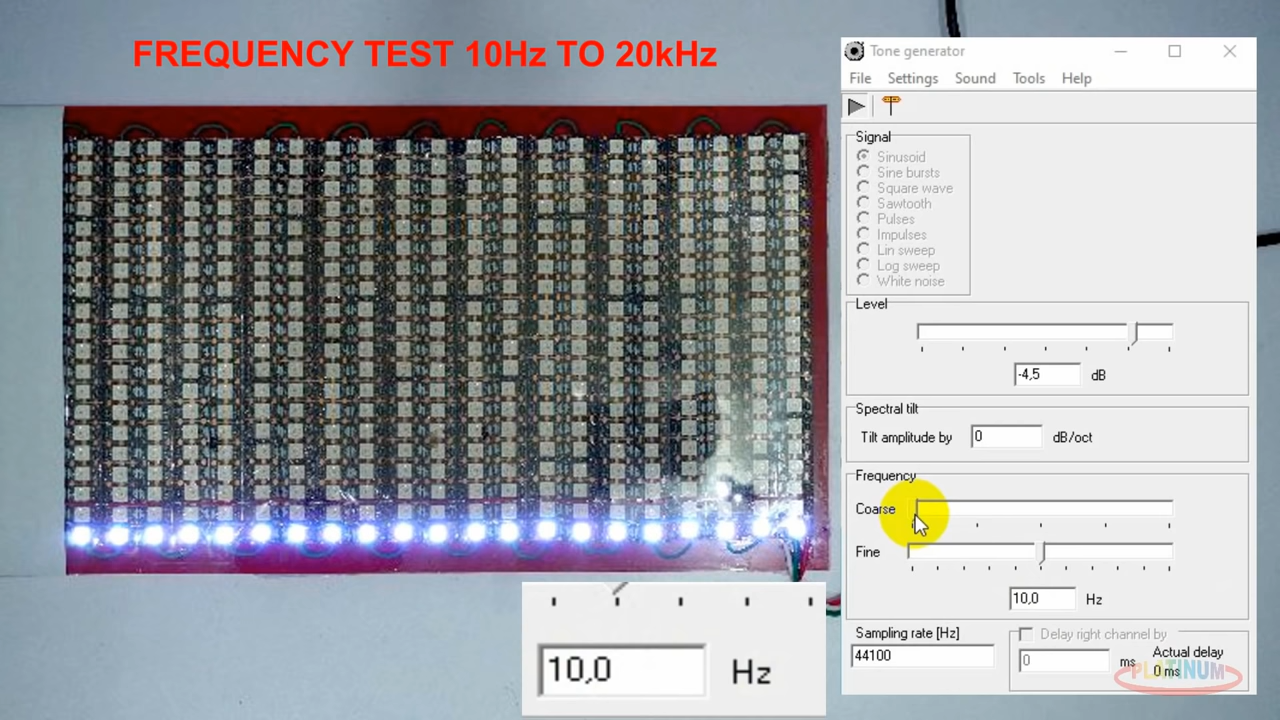 FREQUENCY TEST 10Hz TO 20kHz
Tone generator
File Settings Sound Tools Help
Signal
Sinusoid
Sine bursts
Square wave
Sawtooth
Pulses
Impulses
Lin sweep
Log sweep
White noise
Level
-4,5 dB
Spectral tilt
Tilt amplitude by 0 dB/oct
Frequency
Coarse
Fine
10,0 Hz
Sampling rate [Hz]
44100
Delay right channel by
0 ms
Actual delay
0 ms
PLATINUM
10,0 Hz